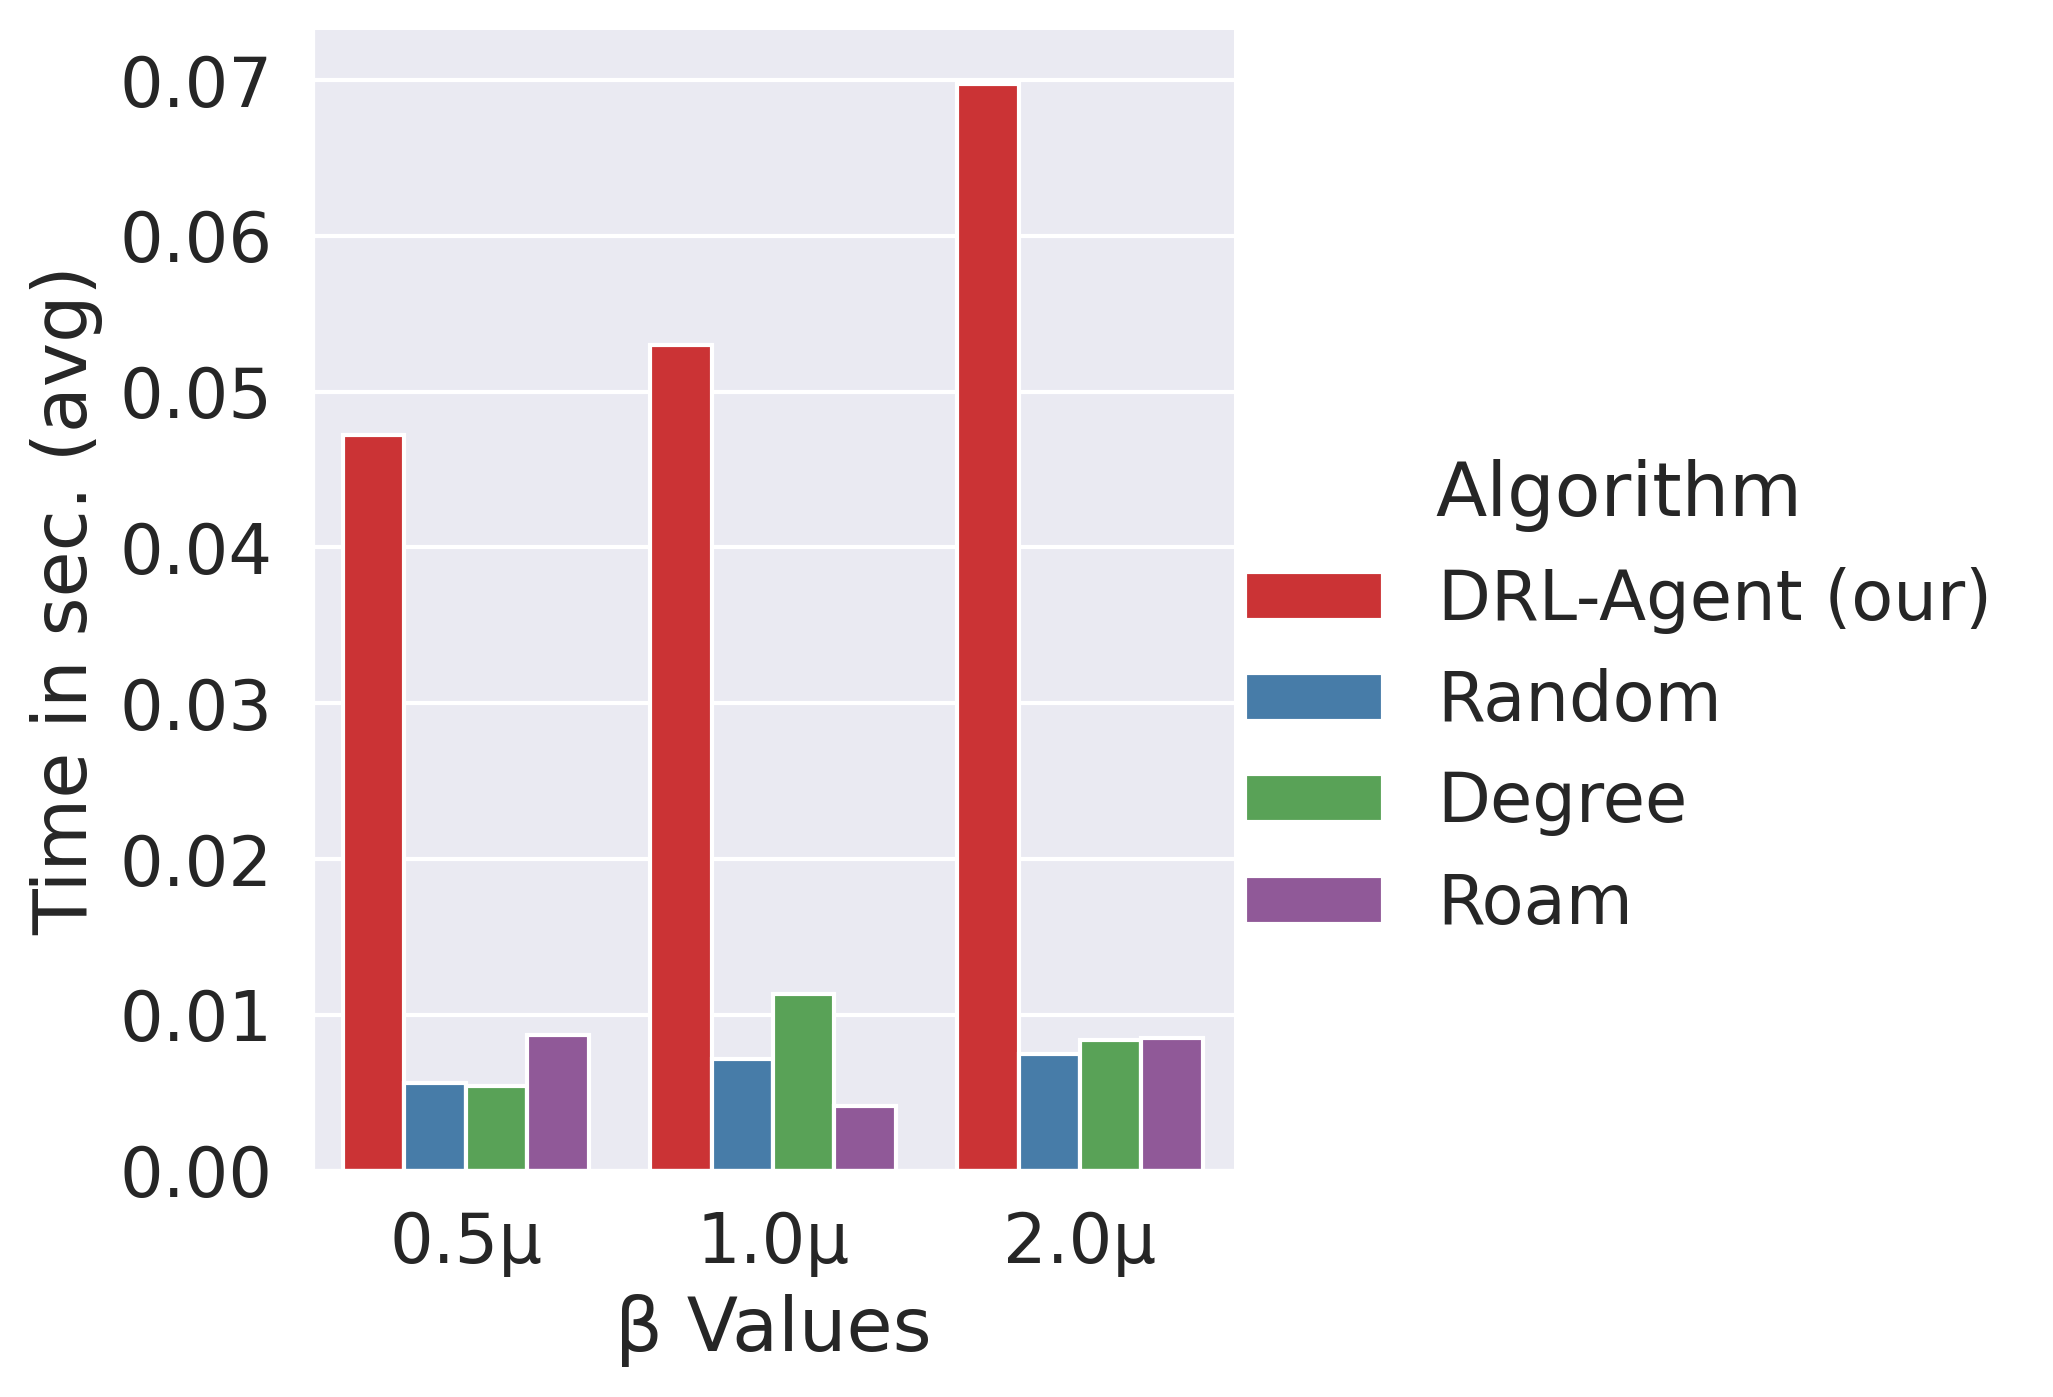 0.07
0.06
0.05
0.04
0.03
0.02
0.01
0.00
Time in sec. (avg)
0.5μ 1.0μ 2.0μ
β Values
Algorithm
DRL-Agent (our)
Random
Degree
Roam